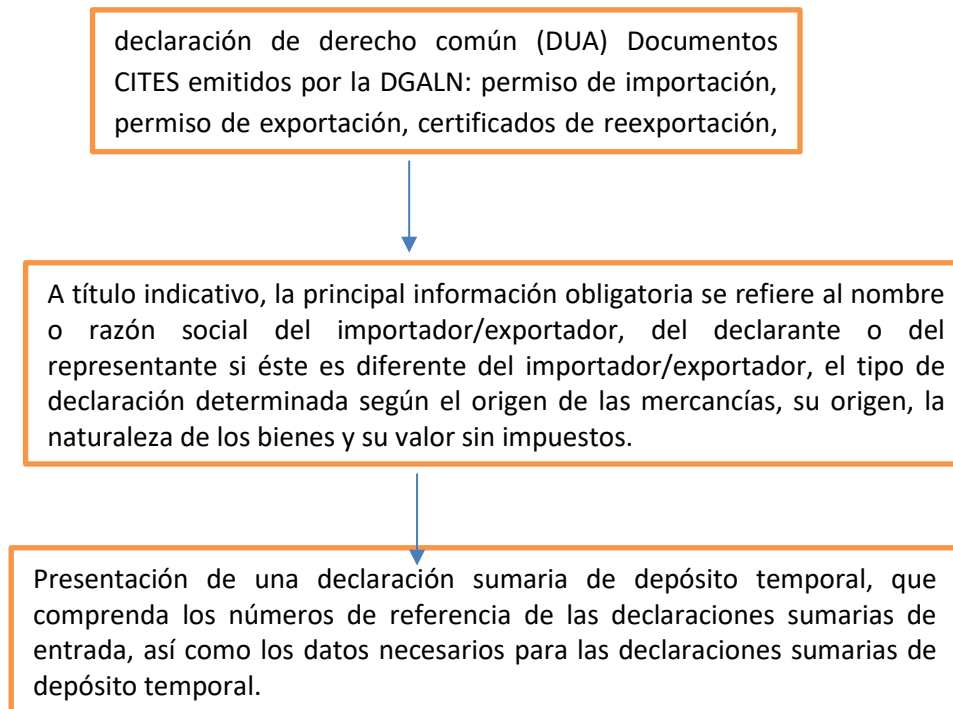 declaración de derecho común (DUA) Documentos
CITES emitidos por la DGALN: permiso de importación,
permiso de exportación, certificados de reexportación,
A título indicativo, la principal información obligatoria se refiere al nombre
o razón social del importador/exportador, del declarante o del
representante si éste es diferente del importador/exportador, el tipo de
declaración determinada según el origen de las mercancías, su origen, la
naturaleza de los bienes y su valor sin impuestos.
Presentación de una declaración sumaria de depósito temporal, que
comprenda los números de referencia de las declaraciones sumarias de
entrada, así como los datos necesarios para las declaraciones sumarias de
depósito temporal.